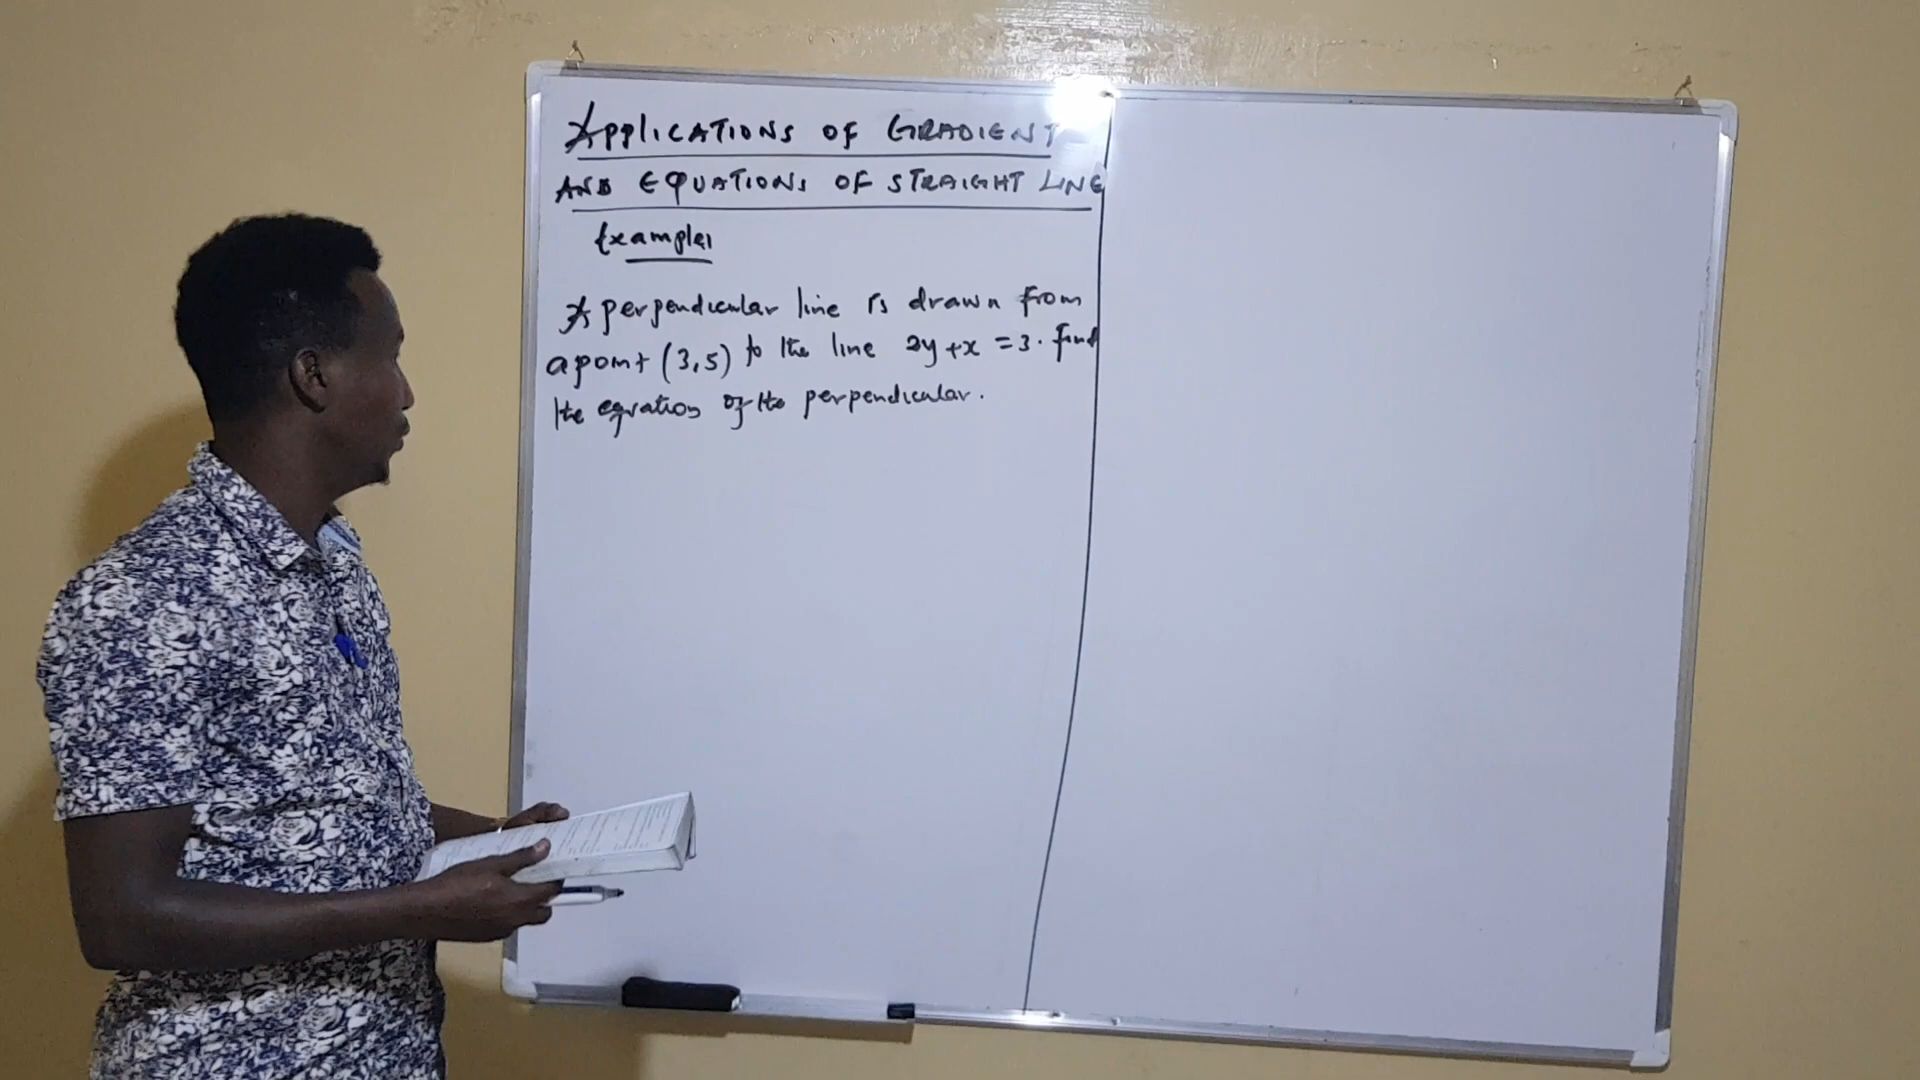 APPLICATIONS OF GRADIENT
AND EQUATIONS OF STRAIGHT LINE
Examples
A perpendicular line is drawn from
a point (3,5) to the line 2y+x=3. find
the equation of the perpendicular.